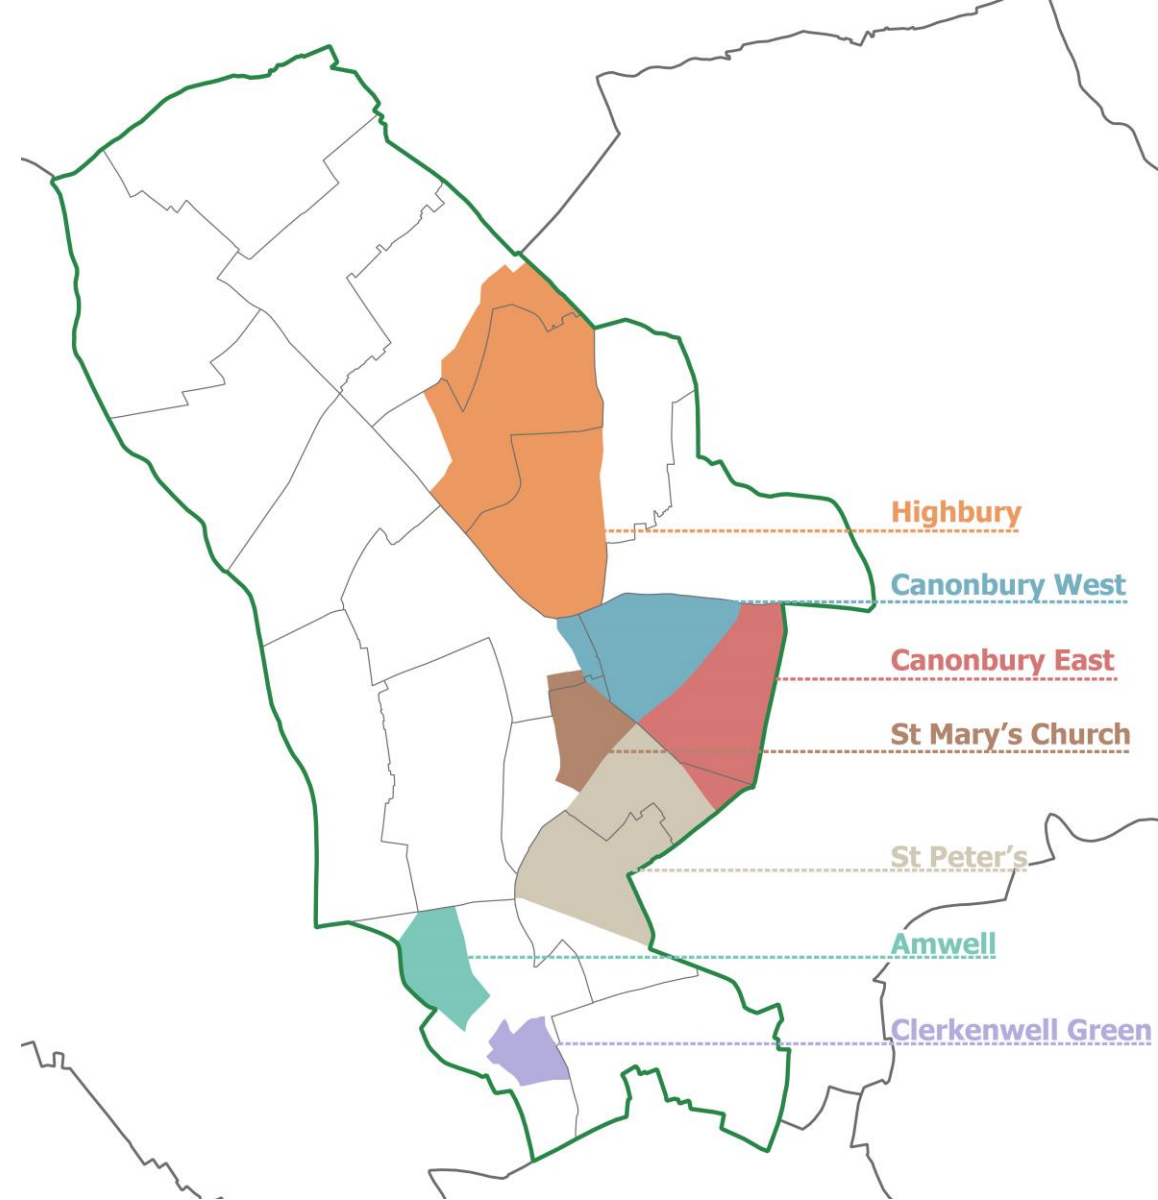 Highbury
Canonbury West
Canonbury East
St Mary’s Church
St Peter’s
Amwell
Clerkenwell Green